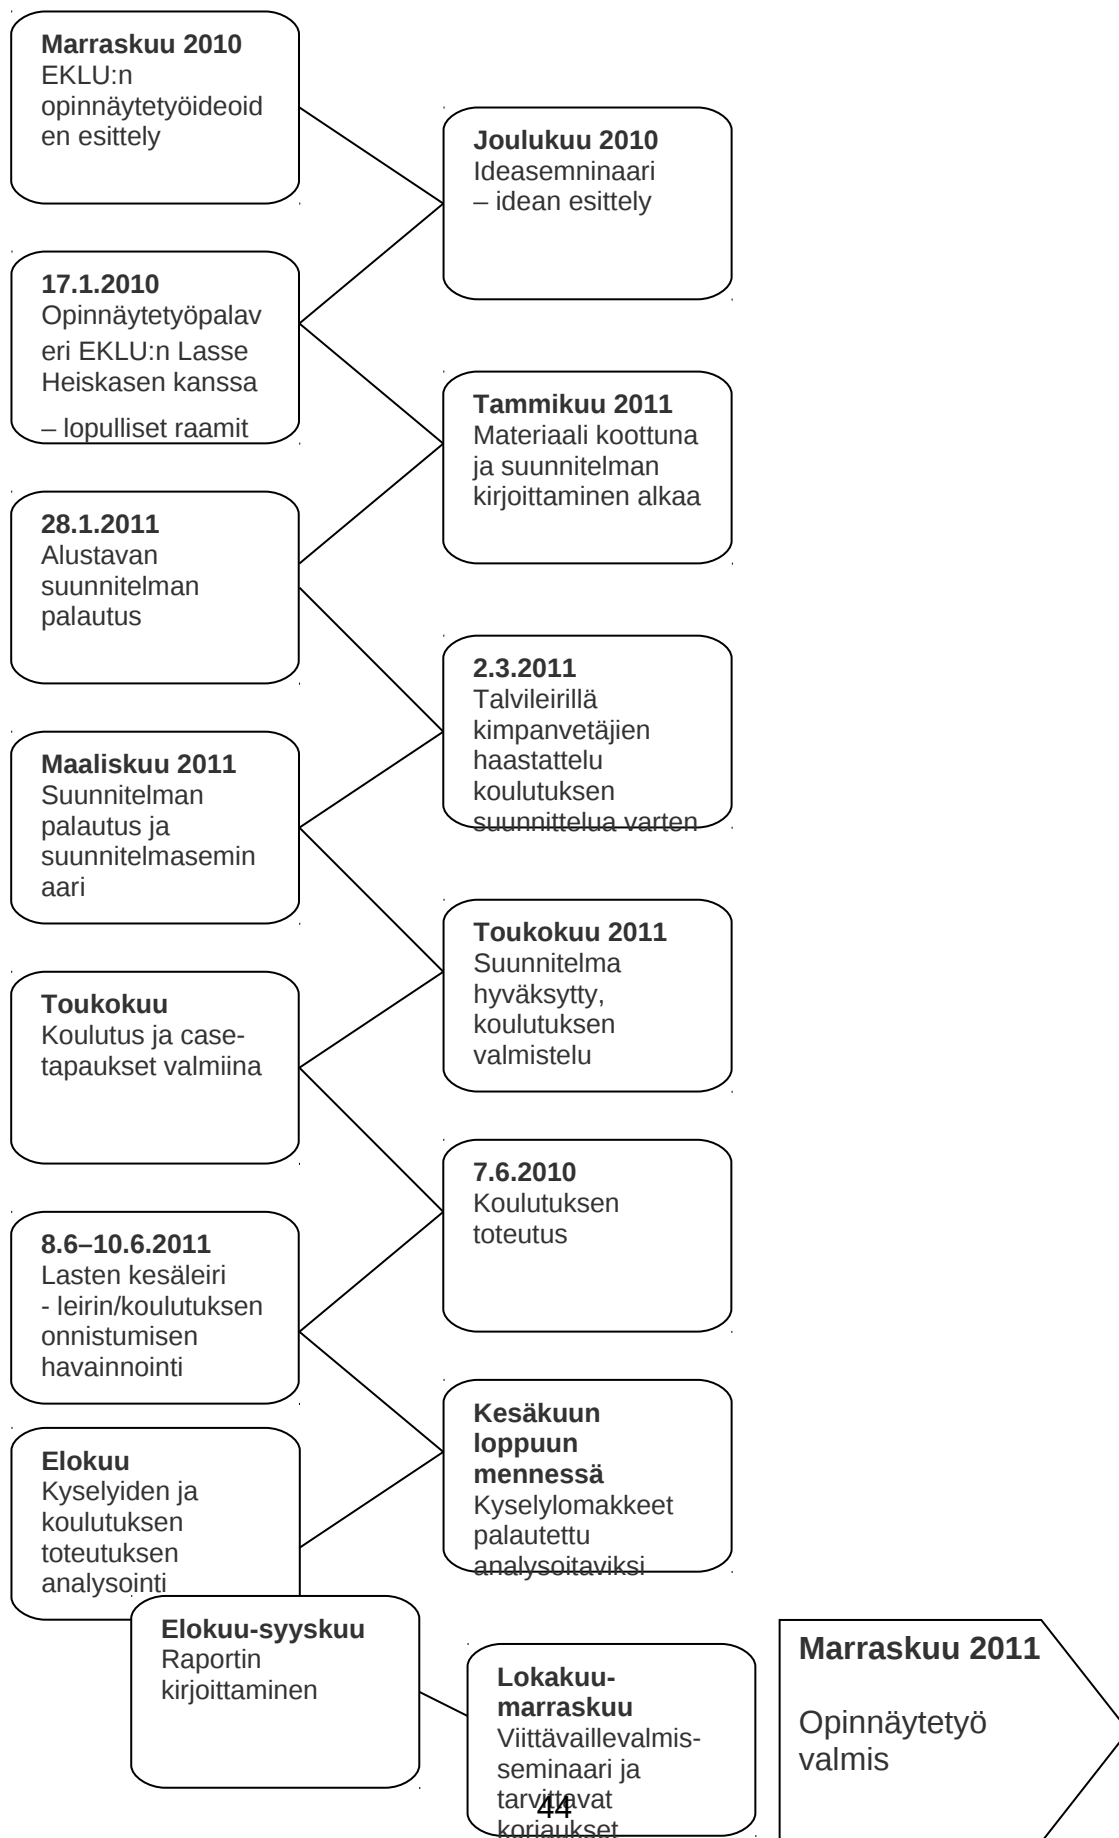 Marraskuu 2010
EKLU:n
opinnäytetyöideoid
en esittely
Joulukuu 2010
Ideasemninaari
– idean esittely
17.1.2010
Opinnäytetyöpalav
eri EKLU:n Lasse
Heiskasen kanssa
– lopulliset raamit
Tammikuu 2011
Materiaali koottuna
ja suunnitelman
kirjoittaminen alkaa
28.1.2011
Alustavan
suunnitelman
palautus
2.3.2011
Talvileirillä
kimpanvetäjien
haastattelu
koulutuksen
suunnittelua varten
Maaliskuu 2011
Suunnitelman
palautus ja
suunnitelmasemin
aari
Toukokuu 2011
Suunnitelma
hyväksytty,
koulutuksen
valmistelu
Toukokuu
Koulutus ja case-
tapaukset valmiina
7.6.2010
Koulutuksen
toteutus
8.6–10.6.2011
Lasten kesäleiri
- leirin/koulutuksen
onnistumisen
havainnointi
Kesäkuun
loppuun
mennessä
Kyselylomakkeet
palautettu
analysoitaviksi
Elokuu
Kyselyiden ja
koulutuksen
toteutuksen
analysointi
Elokuu-syyskuu
Raportin
kirjoittaminen
Lokakuu-
marraskuu
Viittävaillevalmis-
seminaari ja
tarvittavat
korjaukset
Marraskuu 2011
Opinnäytetyö
valmis
44